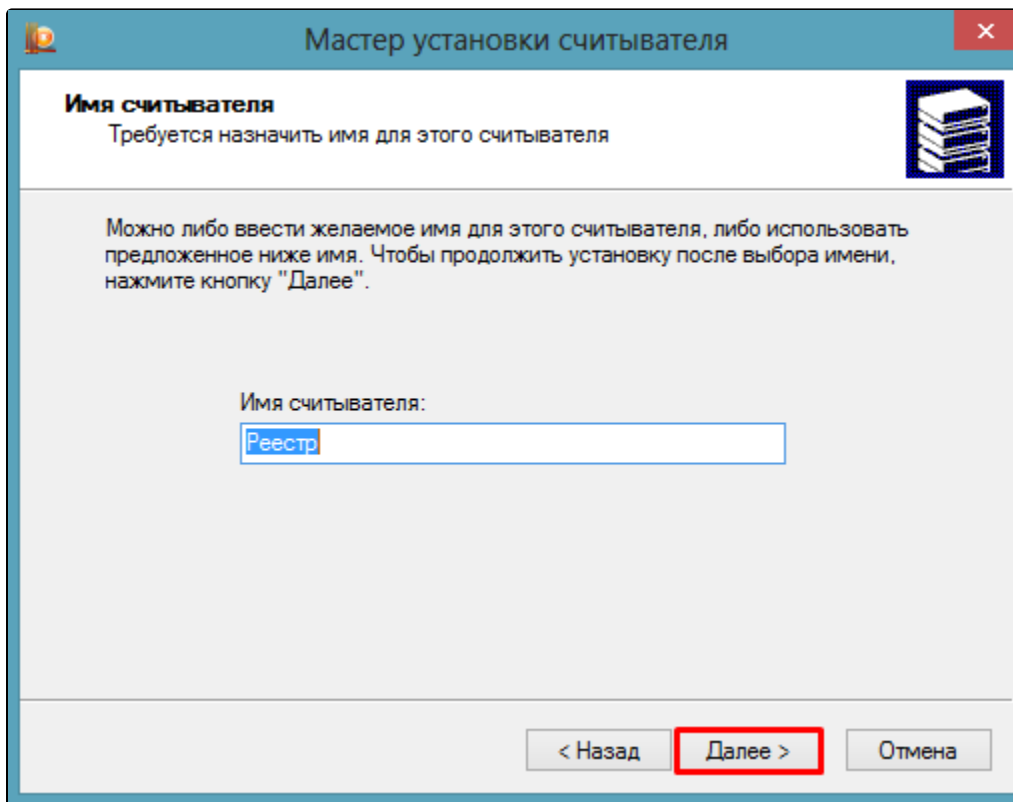 Мастер установки считывателя
Имя считывателя
Требуется назначить имя для этого считывателя
Можно либо ввести желаемое имя для этого считывателя, либо использовать
предложенное ниже имя. Чтобы продолжить установку после выбора имени,
нажмите кнопку "Далее".
Имя считывателя:
Реестр
< Назад Далее > Отмена